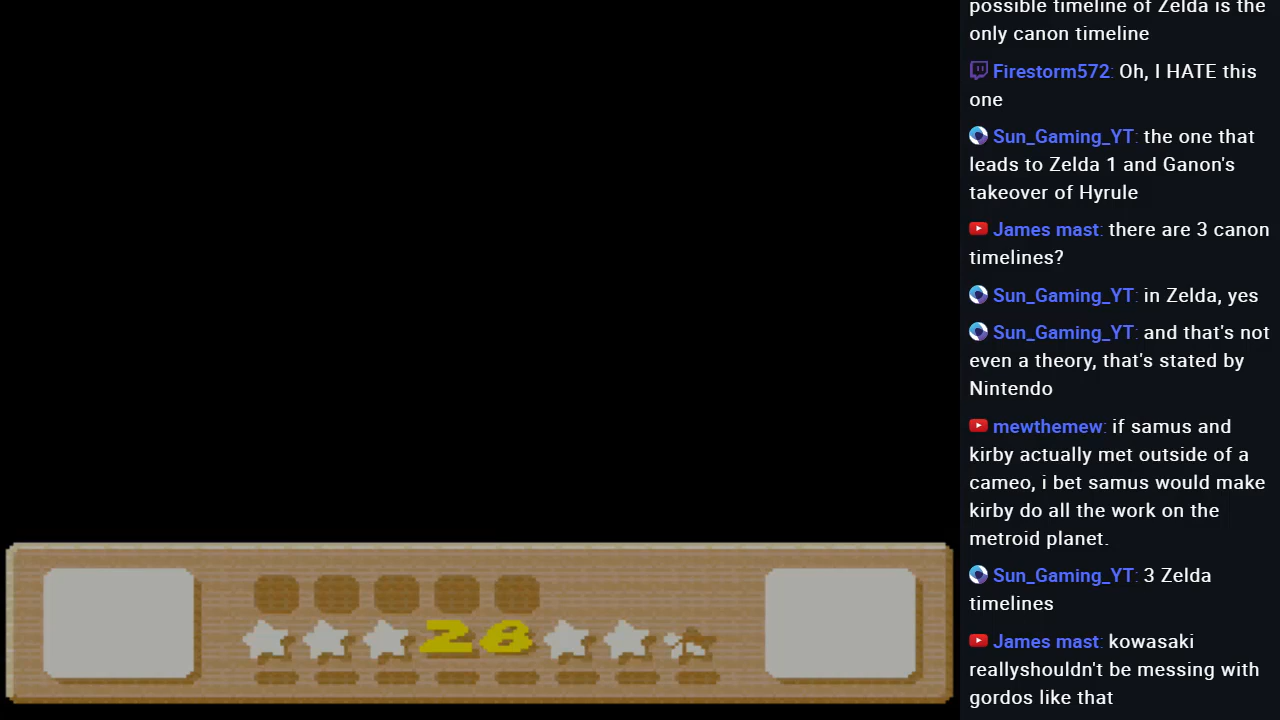 possible timeline of Zelda is the
only canon timeline
Firestorm572: Oh, I HATE this
one
Sun_Gaming_YT: the one that
leads to Zelda 1 and Ganon's
takeover of Hyrule
James mast: there are 3 canon
timelines?
Sun_Gaming_YT: in Zelda, yes
Sun_Gaming_YT: and that's not
even a theory, that's stated by
Nintendo
mewthemew: if samus and
kirby actually met outside of a
cameo, i bet samus would make
kirby do all the work on the
metroid planet.
Sun_Gaming_YT: 3 Zelda
timelines
James mast: kowasaki
reallyshouldn't be messing with
gordos like that
28